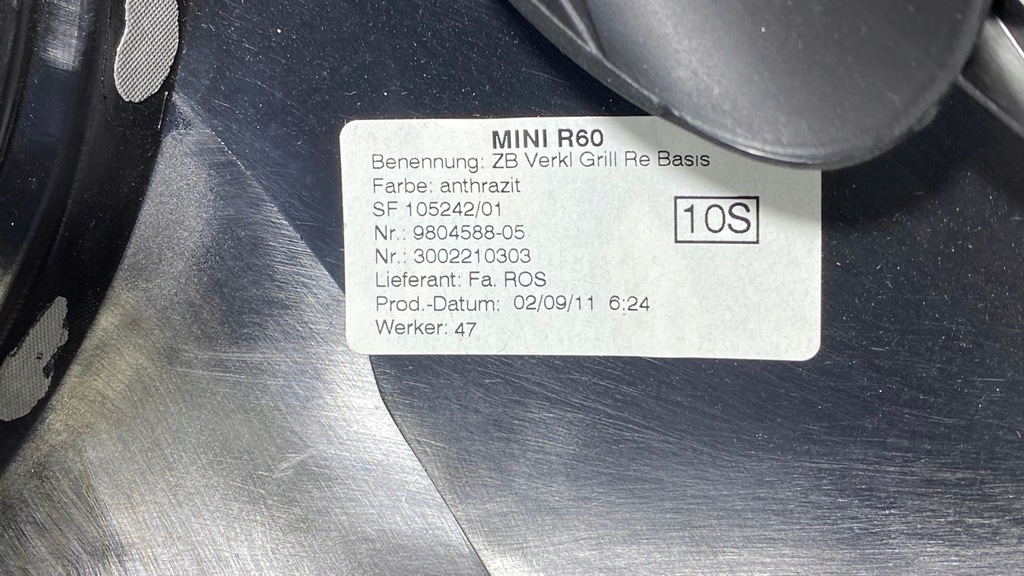 MINI R60
Benennung: ZB Verkl Grill Re Basis
Farbe: anthrazit
SF 105242/01
10S
Nr.: 9804588-05
Nr.: 3002210303
Lieferant: Fa. ROS
Prod.-Datum: 02/09/11 6:24
Werker: 47